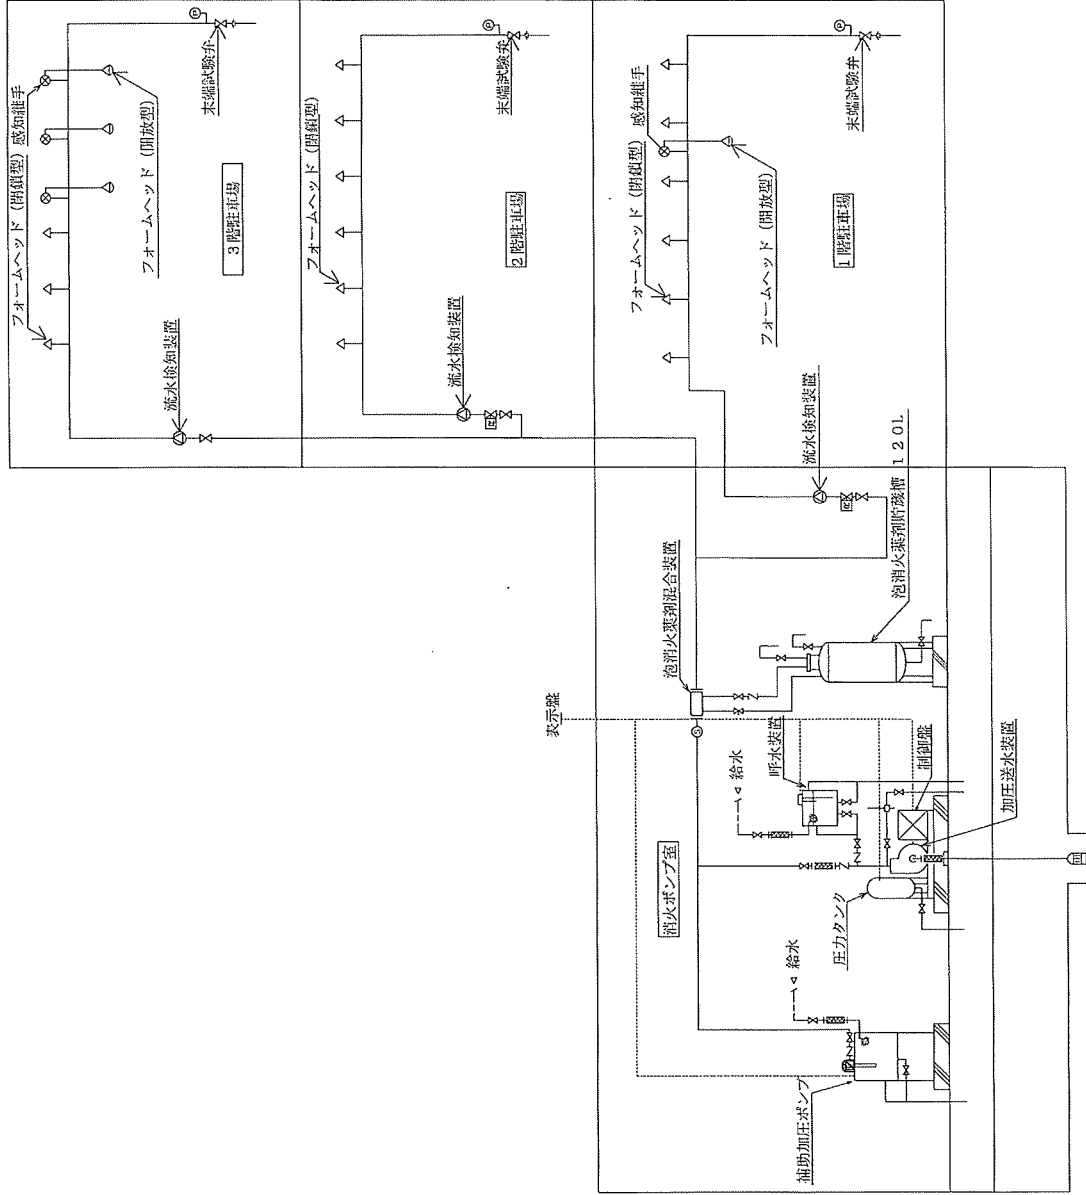 フォームヘッド（閉鎖型）
感知継手
フォームヘッド（開放型）
末端試験弁
P
3階駐車場
流水検知装置
フォームヘッド（閉鎖型）
末端試験弁
P
2階駐車場
流水検知装置
フォームヘッド（閉鎖型）
感知継手
フォームヘッド（開放型）
末端試験弁
P
1階駐車場
流水検知装置
表示盤
泡消火薬剤混合装置
泡消火薬剤貯蔵槽 １２０L
消火ポンプ室
S
給水
呼水装置
制御盤
加圧送水装置
圧力タンク
給水
補助加圧ポンプ